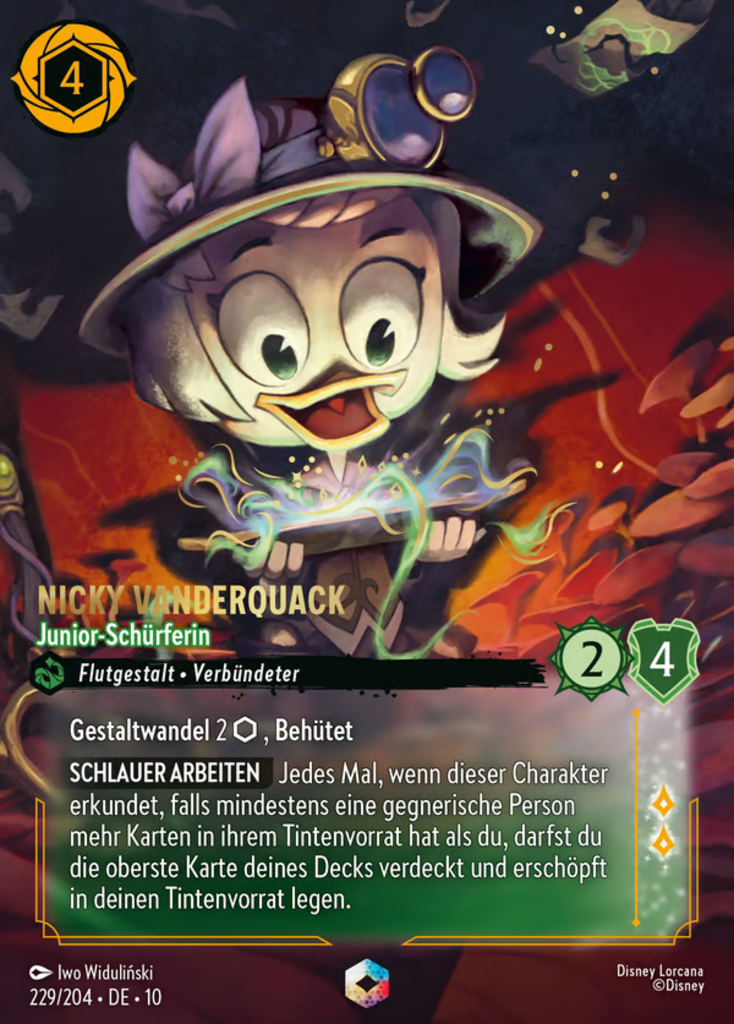 4
NICKY VANDERQUACK
Junior-Schürferin
Flutgestalt • Verbündeter
2
4
Gestaltwandel 2 ⬡, Behütet
SCHLAUER ARBEITEN Jedes Mal, wenn dieser Charakter
erkundet, falls mindestens eine gegnerische Person
mehr Karten in ihrem Tintenvorrat hat als du, darfst du
die oberste Karte deines Decks verdeckt und erschöpft
in deinen Tintenvorrat legen.
Iwo Widuliński
229/204 • DE • 10
Disney Lorcana
©Disney